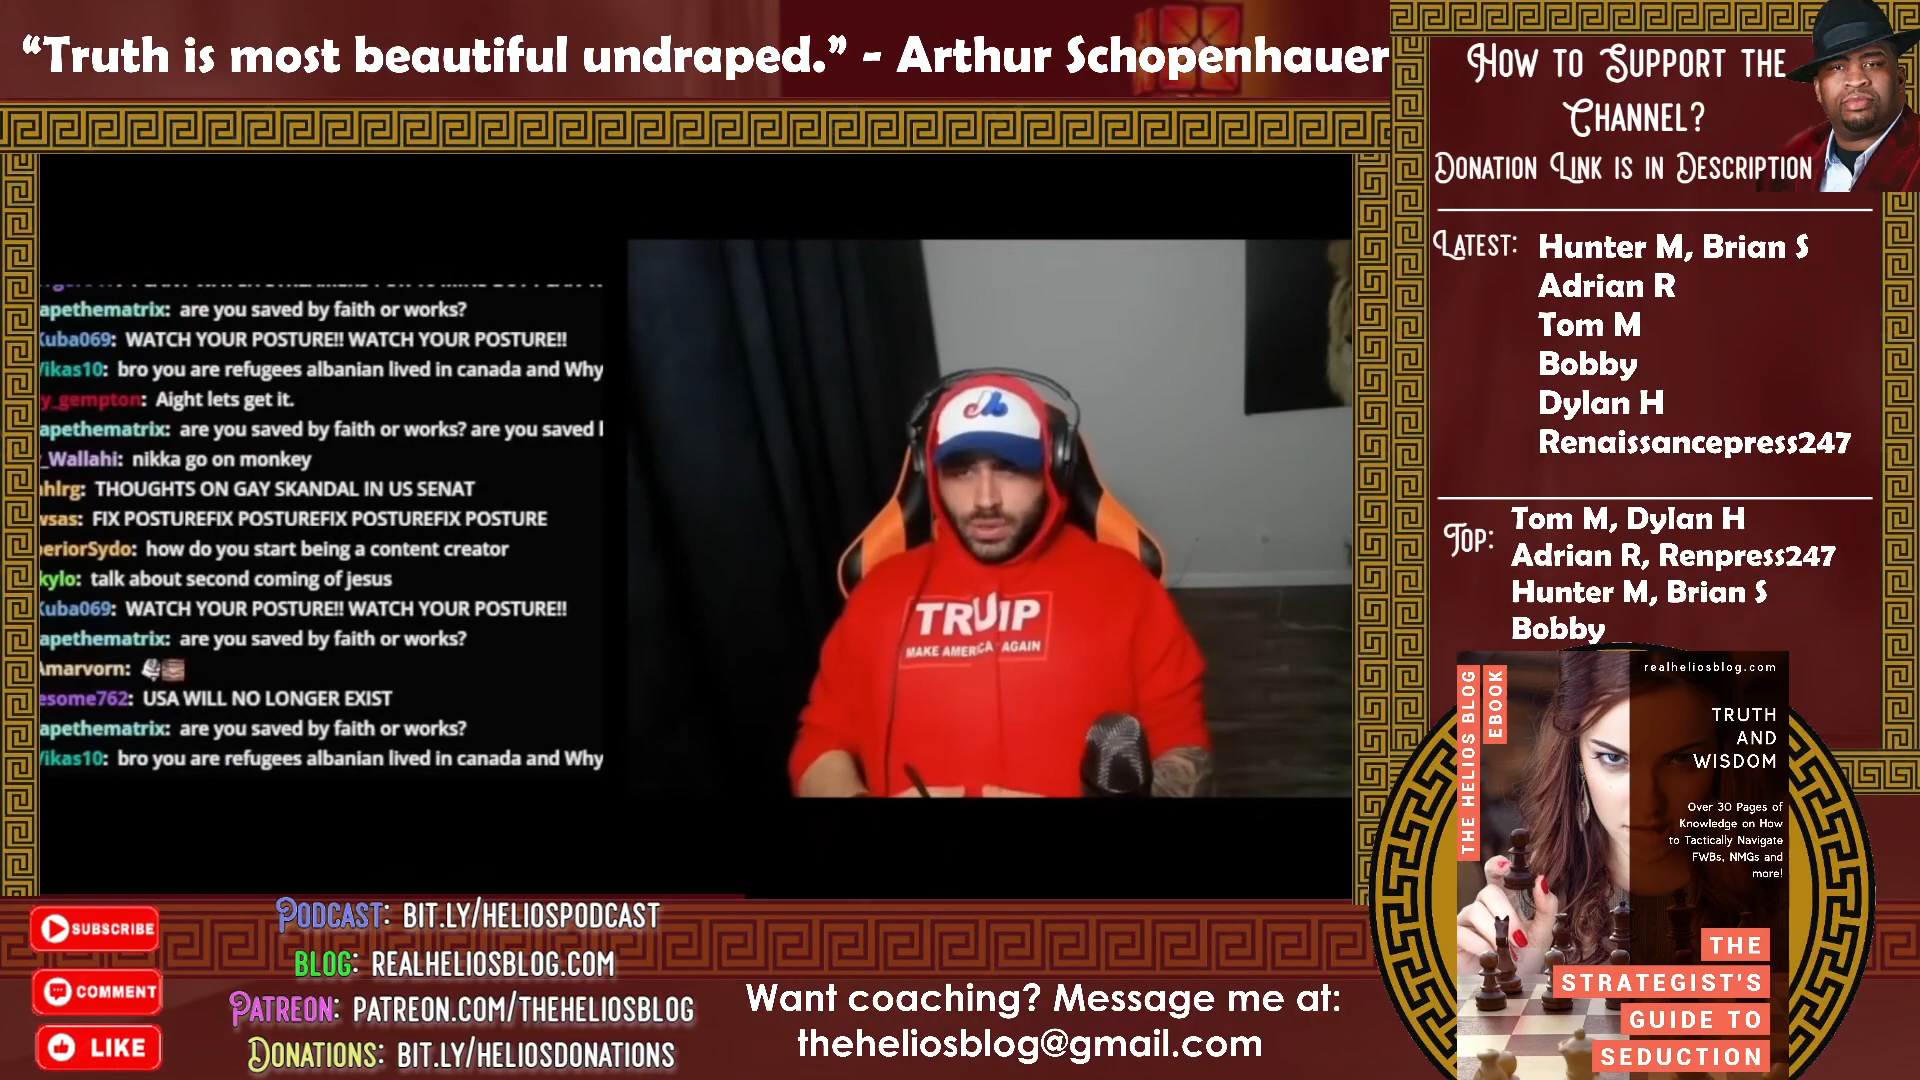 “Truth is most beautiful undraped.” - Arthur Schopenhauer
How to Support the
Channel?
Donation Link is in Description
Latest: Hunter M, Brian S
Adrian R
Tom M
Bobby
Dylan H
Renaissancepress247
Top: Tom M, Dylan H
Adrian R, Renpress247
Hunter M, Brian S
Bobby
apethematrix: are you saved by faith or works?
Kuba069: WATCH YOUR POSTURE!! WATCH YOUR POSTURE!!
Vikas10: bro you are refugees albanian lived in canada and Why
y_gempton: Aight lets get it.
apethematrix: are you saved by faith or works? are you saved
_Wallahi: nikka go on monkey
hlrg: THOUGHTS ON GAY SKANDAL IN US SENAT
wsas: FIX POSTUREFIX POSTUREFIX POSTUREFIX POSTURE
periorSydo: how do you start being a content creator
kylo: talk about second coming of jesus
Kuba069: WATCH YOUR POSTURE!! WATCH YOUR POSTURE!!
apethematrix: are you saved by faith or works?
Amarvorn:
esome762: USA WILL NO LONGER EXIST
apethematrix: are you saved by faith or works?
Vikas10: bro you are refugees albanian lived in canada and Why
TRUMP
MAKE AMERICA AGAIN
realheliosblog.com
THE HELIOS BLOG
EBOOK
TRUTH
AND
WISDOM
Over 30 Pages of
Knowledge on How
to Tactically Navigate
FWBs, NMGs and
more!
THE
STRATEGIST'S
GUIDE TO
SEDUCTION
SUBSCRIBE
COMMENT
LIKE
Podcast: bit.ly/heliospodcast
Blog: realheliosblog.com
Patreon: patreon.com/theheliosblog
Donations: bit.ly/heliosdonations
Want coaching? Message me at:
theheliosblog@gmail.com